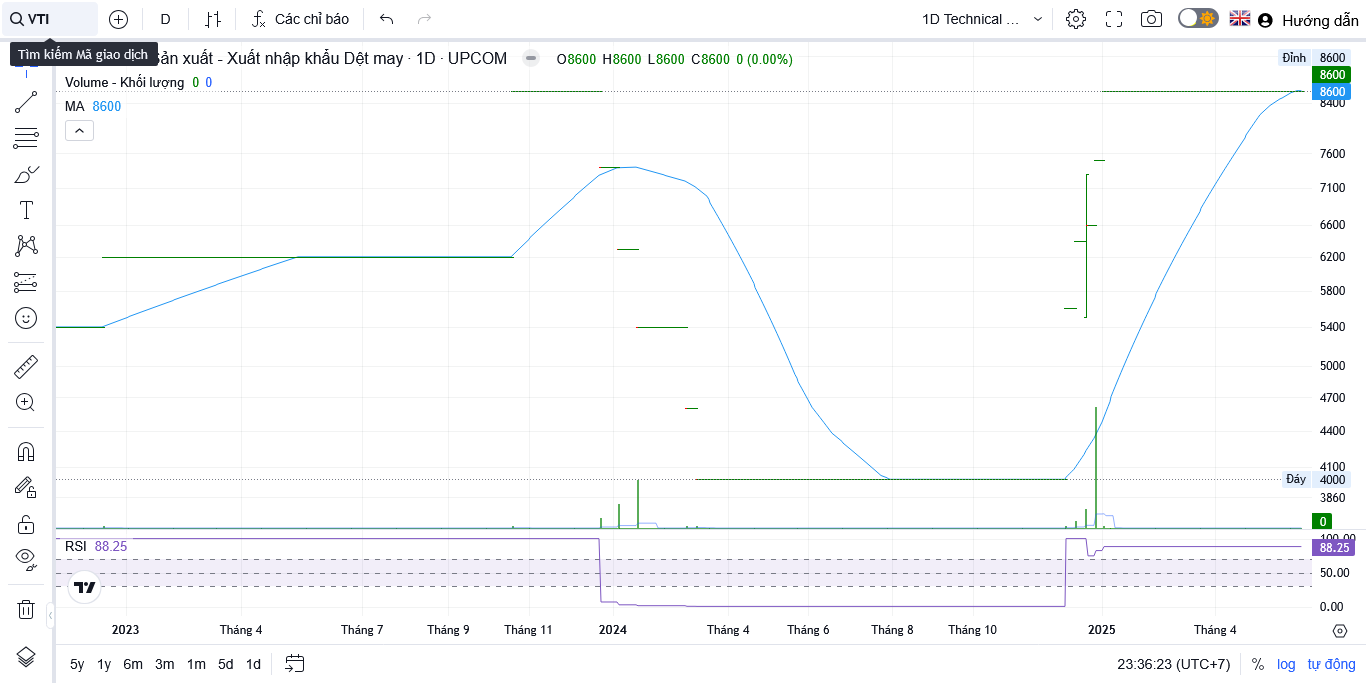 VTI D Các chỉ báo 1D Technical ... Hướng dẫn
Tìm kiếm Mã giao dịch
Sản xuất - Xuất nhập khẩu Dệt may · 1D · UPCOM O8600 H8600 L8600 C8600 0 (0.00%)
Volume - Khối lượng 0 0
MA 8600
Đỉnh 8600
8600
8600
8400
7600
7100
6600
6200
5800
5400
5000
4700
4400
4100
Đáy 4000
3860
0
RSI 88.25
100.00
88.25
50.00
0.00
2023 Tháng 4 Tháng 7 Tháng 9 Tháng 11 2024 Tháng 4 Tháng 6 Tháng 8 Tháng 10 2025 Tháng 4
5y 1y 6m 3m 1m 5d 1d 23:36:23 (UTC+7) % log tự động